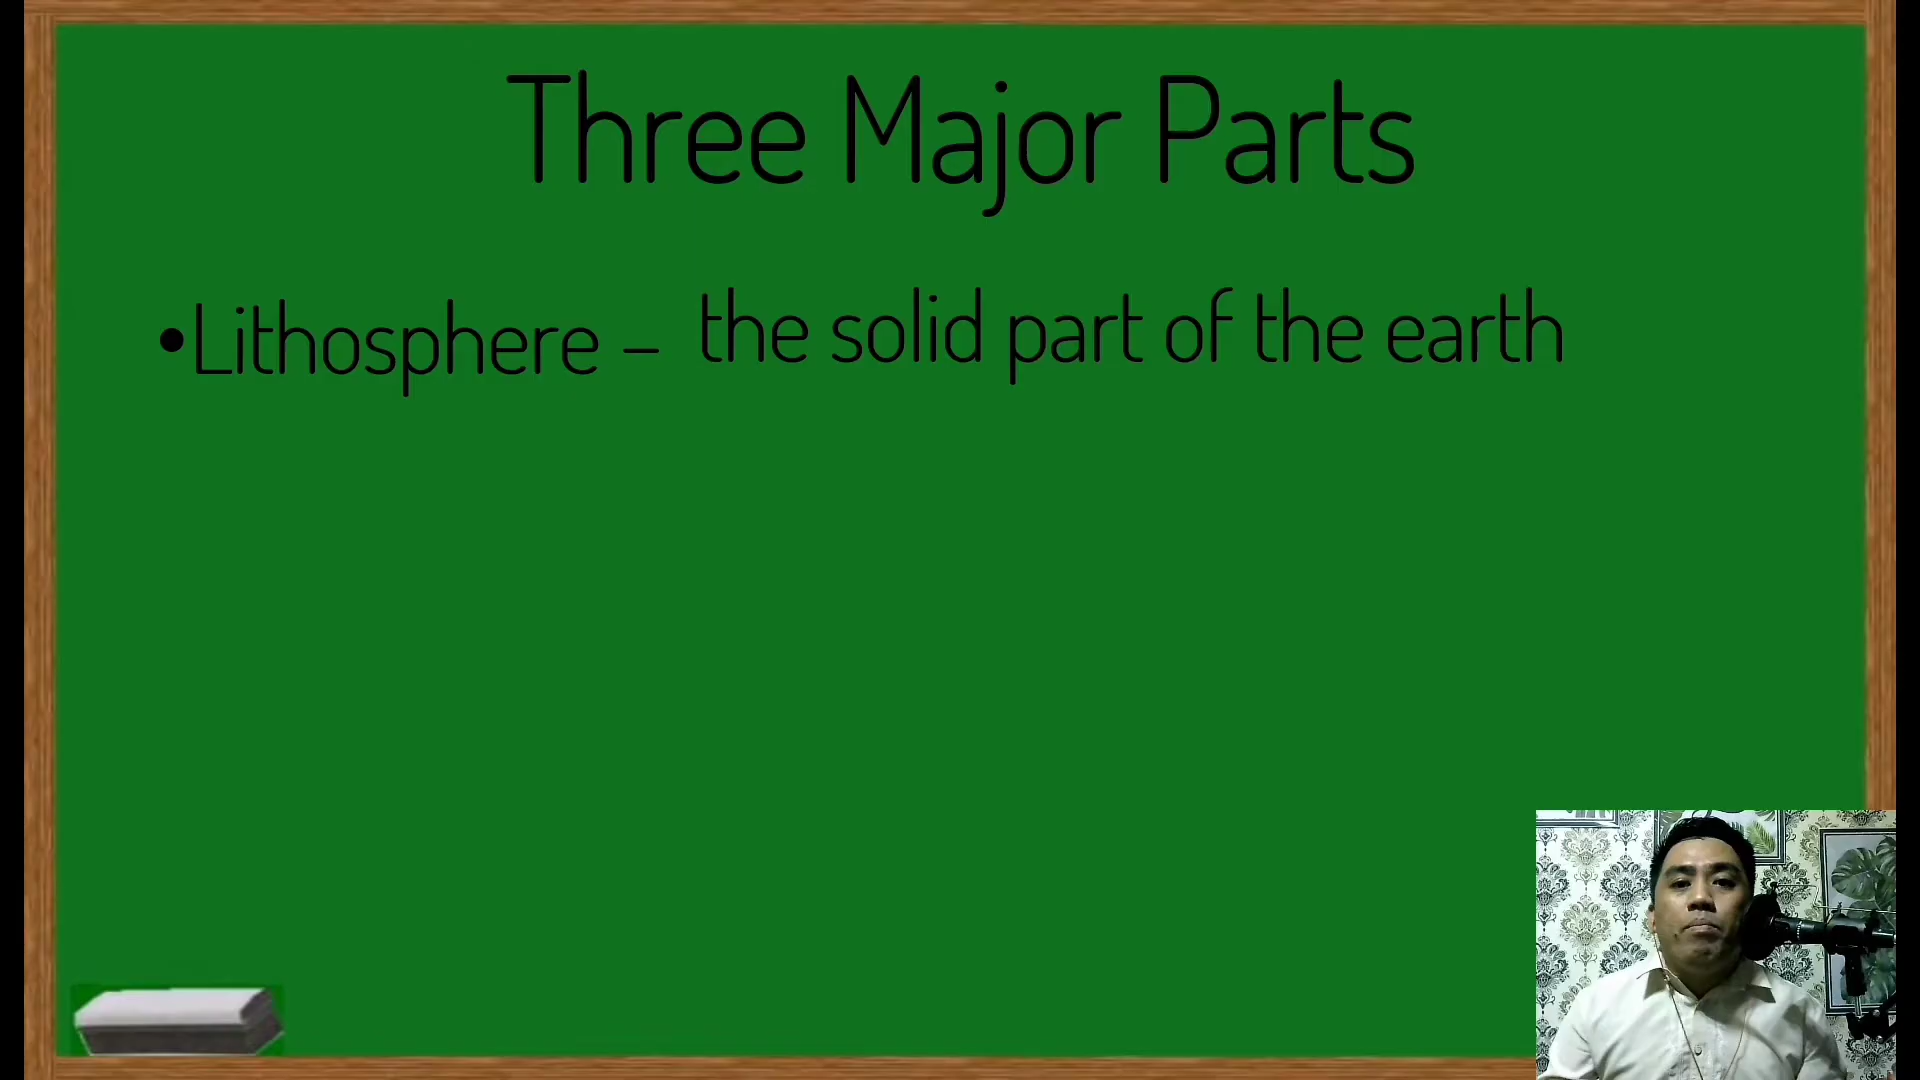 Three Major Parts
•Lithosphere – the solid part of the earth